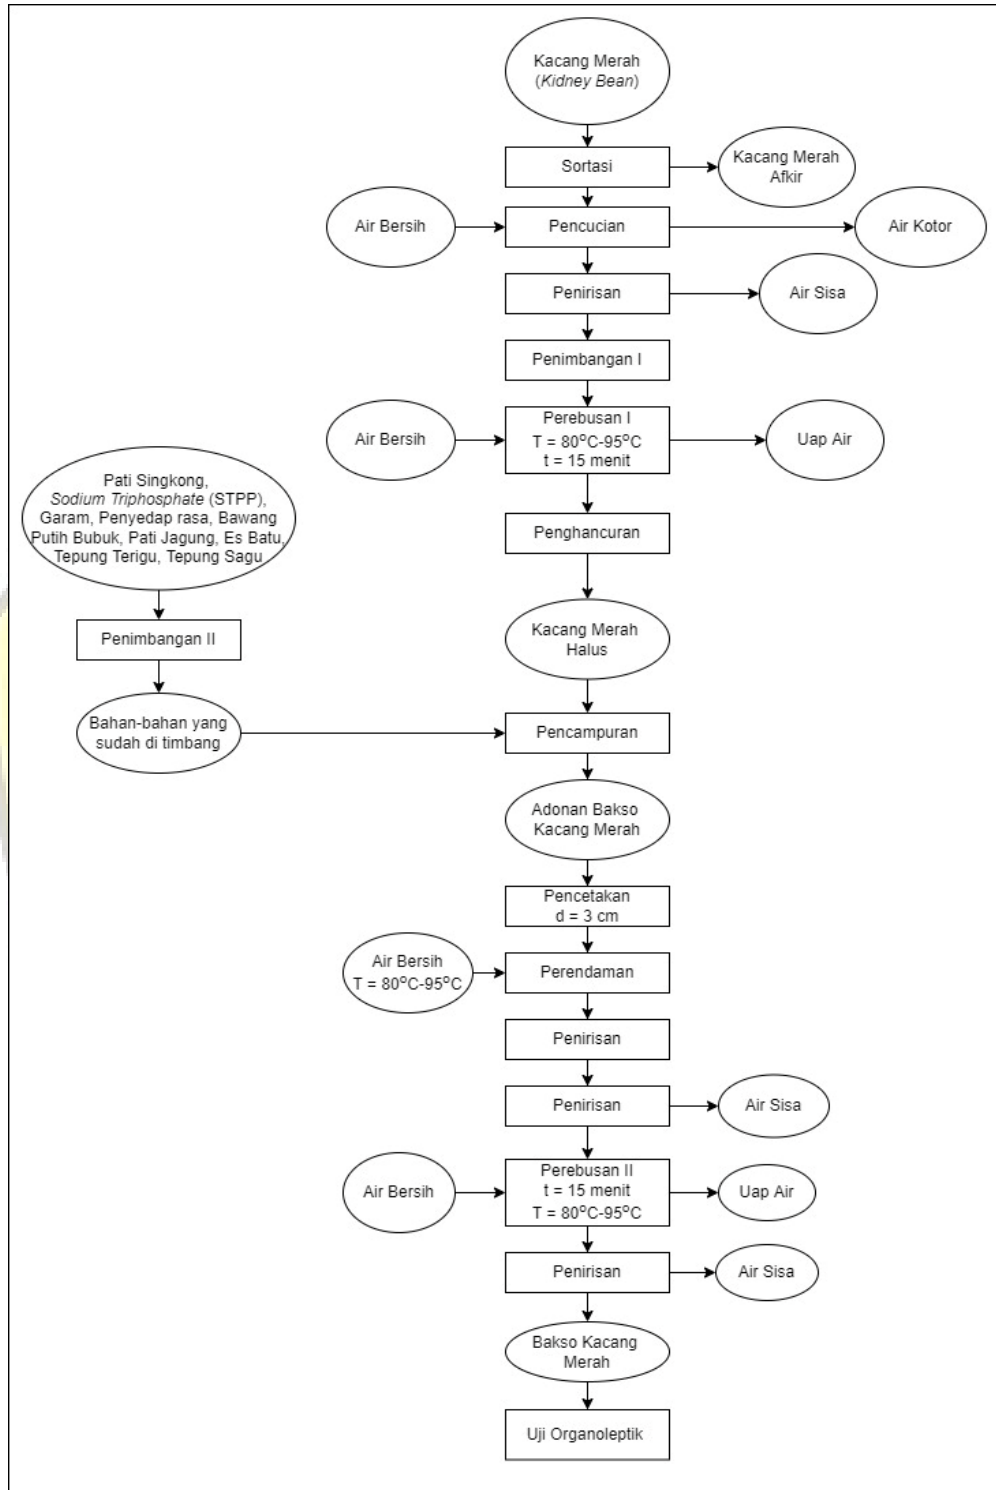 Kacang Merah
(Kidney Bean)
Sortasi
Kacang Merah
Afkir
Air Bersih
Pencucian
Air Kotor
Penirisan
Air Sisa
Penimbangan I
Air Bersih
Perebusan I
T = 80°C-95°C
t = 15 menit
Uap Air
Pati Singkong,
Sodium Triphosphate (STPP),
Garam, Penyedap rasa, Bawang
Putih Bubuk, Pati Jagung, Es Batu,
Tepung Terigu, Tepung Sagu
Penghancuran
Penimbangan II
Kacang Merah
Halus
Bahan-bahan yang
sudah di timbang
Pencampuran
Adonan Bakso
Kacang Merah
Pencetakan
d = 3 cm
Air Bersih
T = 80°C-95°C
Perendaman
Penirisan
Penirisan
Air Sisa
Air Bersih
Perebusan II
t = 15 menit
T = 80°C-95°C
Uap Air
Penirisan
Air Sisa
Bakso Kacang
Merah
Uji Organoleptik